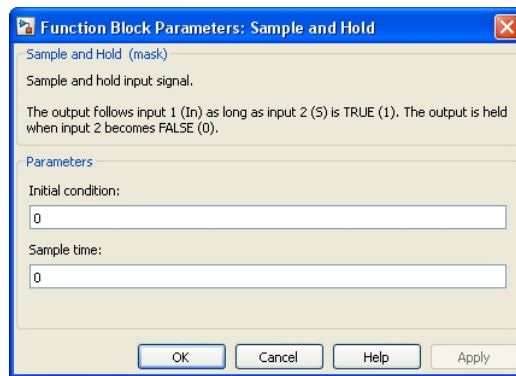 Function Block Parameters: Sample and Hold
Sample and Hold (mask)
Sample and hold input signal.
The output follows input 1 (In) as long as input 2 (S) is TRUE (1). The output is held
when input 2 becomes FALSE (0).
Parameters
Initial condition:
0
Sample time:
0
OK Cancel Help Apply